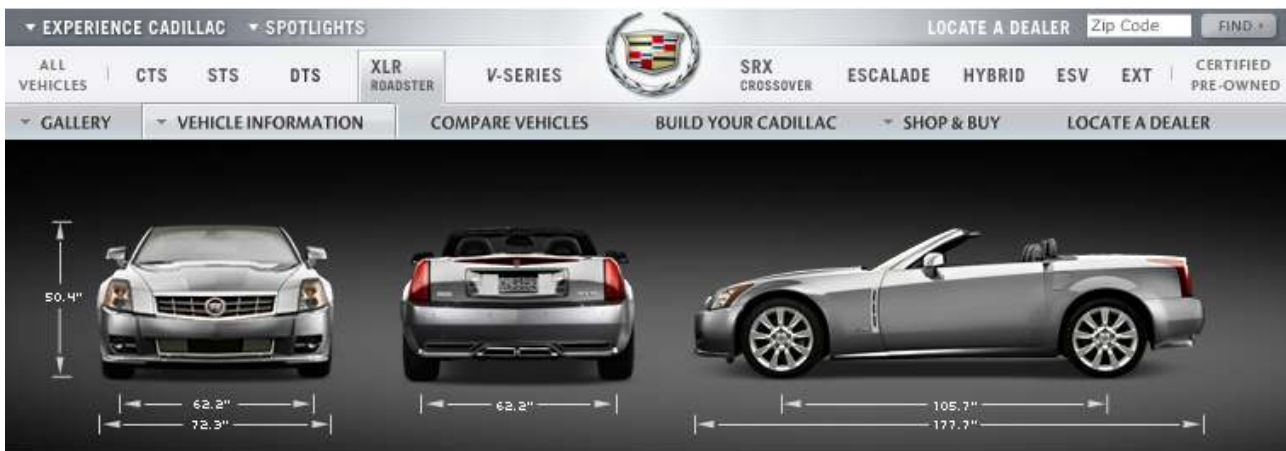 EXPERIENCE CADILLAC SPOTLIGHTS LOCATE A DEALER Zip Code FIND
ALL VEHICLES CTS STS DTS XLR ROADSTER V-SERIES SRX CROSSOVER ESCALADE HYBRID ESV EXT CERTIFIED PRE-OWNED
GALLERY VEHICLE INFORMATION COMPARE VEHICLES BUILD YOUR CADILLAC SHOP & BUY LOCATE A DEALER
50.4"
62.2" 62.2" 105.7"
72.3" 177.7"